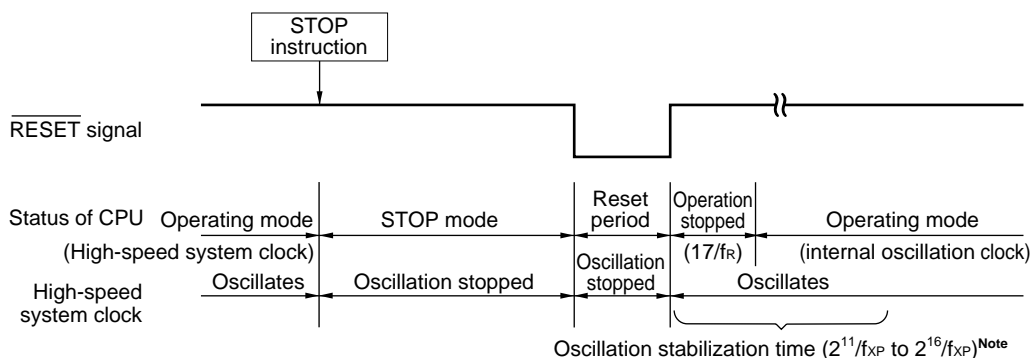 STOP
instruction
RESET signal
Status of CPU
Operating mode
(High-speed system clock)
STOP mode
Reset
period
Operation
stopped
(17/fR)
Operating mode
(internal oscillation clock)
High-speed
system clock
Oscillates
Oscillation stopped
Oscillation
stopped
Oscillates
Oscillation stabilization time (2^11/fXP to 2^16/fXP)Note